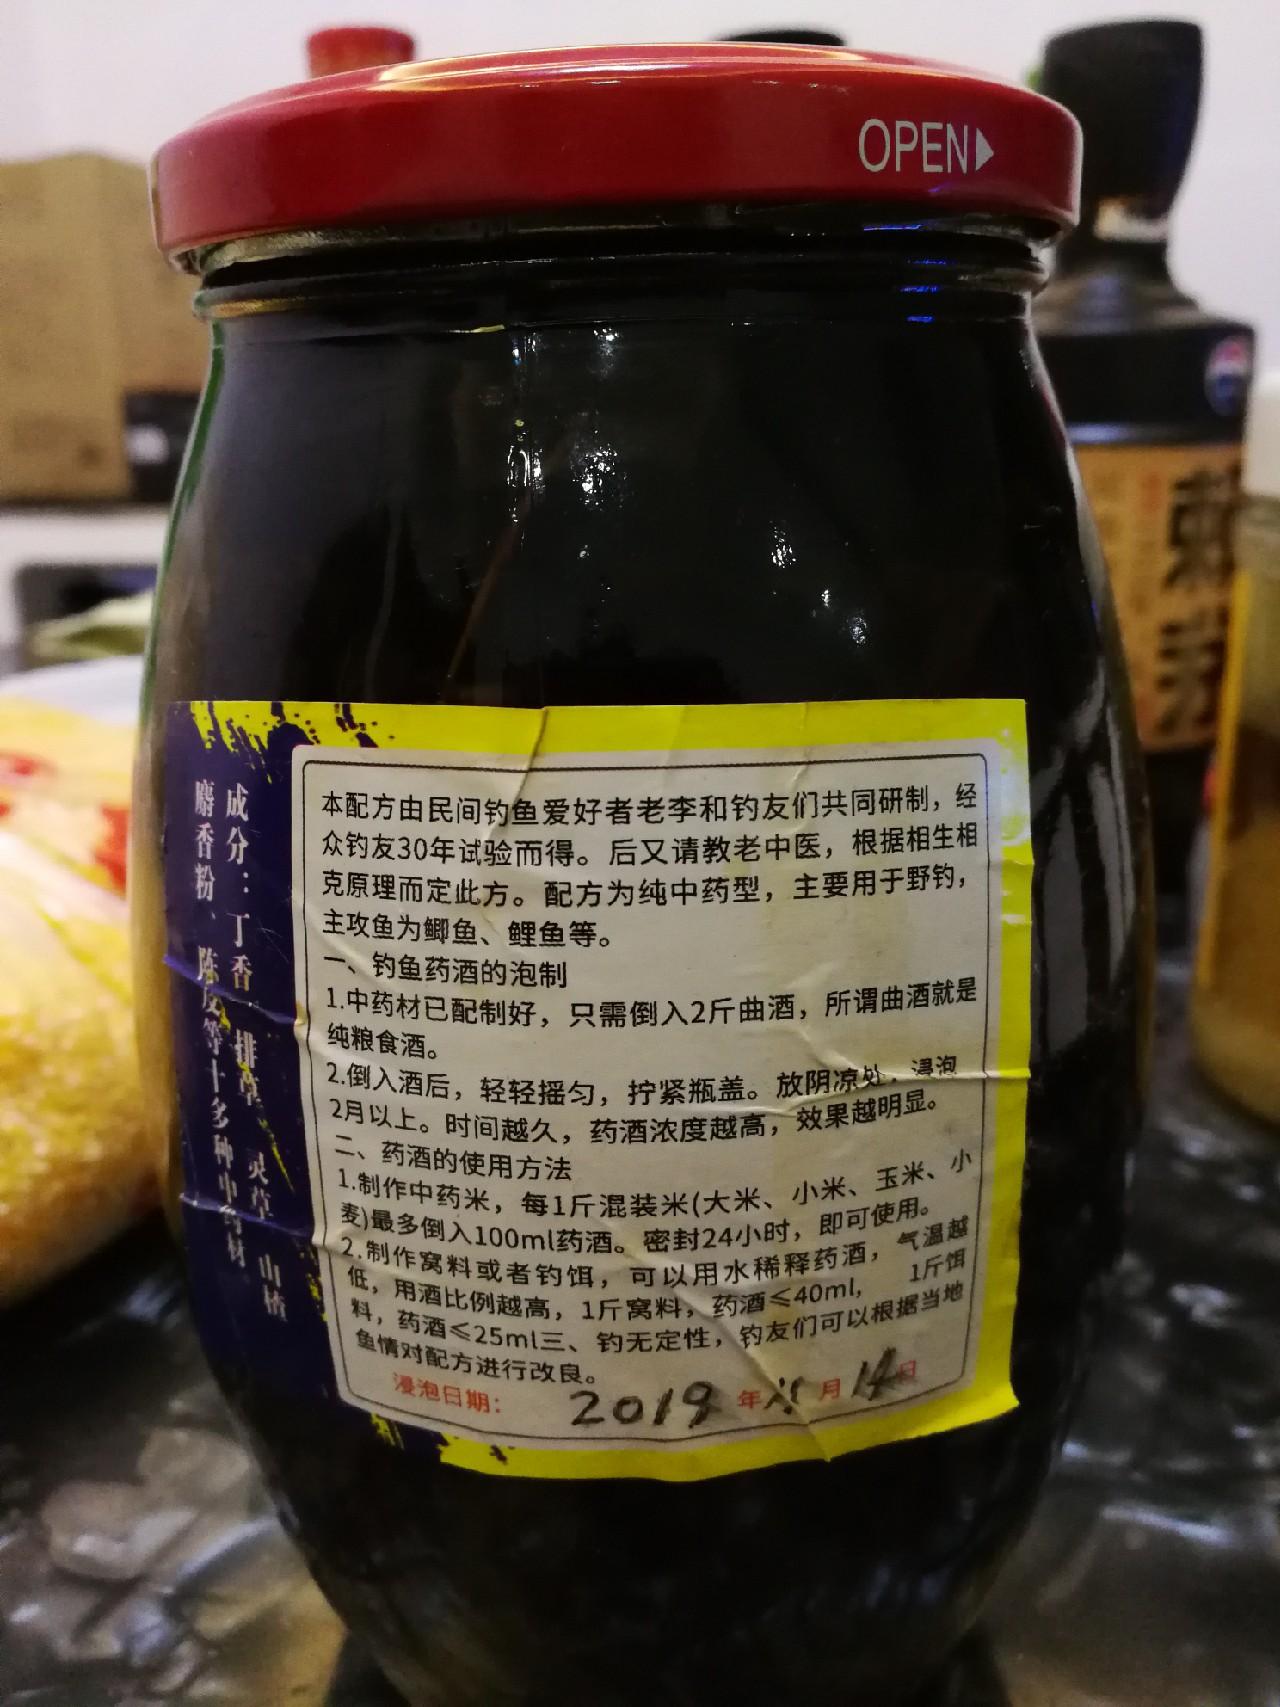 OPEN
成分：丁香、排草、灵草、山楂
麝香粉、陈皮等十多种中药材
本配方由民间钓鱼爱好者老李和钓友们共同研制，经
众钓友30年试验而得。后又请教老中医，根据相生相
克原理而定此方。配方为纯中药型，主要用于野钓，
主攻鱼为鲫鱼、鲤鱼等。
一、钓鱼药酒的泡制
1.中药材已配制好，只需倒入2斤曲酒，所谓曲酒就是
纯粮食酒。
2.倒入酒后，轻轻摇匀，拧紧瓶盖。放阴凉处，浸泡
2月以上。时间越久，药酒浓度越高，效果越明显。
二、药酒的使用方法
1.制作中药米，每1斤混装米(大米、小米、玉米、小
麦)最多倒入100ml药酒。密封24小时，即可使用。
2.制作窝料或者钓饵，可以用水稀释药酒，气温越
低，用酒比例越高，1斤窝料，药酒≤40ml，1斤饵
料，药酒≤25ml三、钓无定性，钓友们可以根据当地
鱼情对配方进行改良。
浸泡日期：2019年 月14日